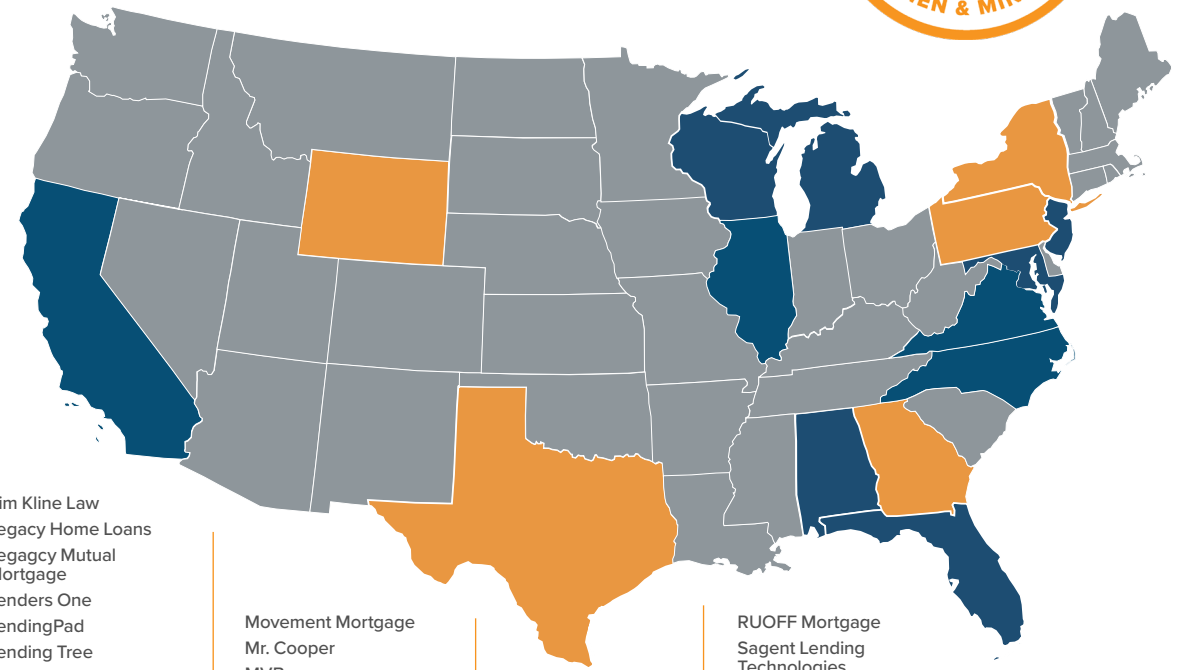 & 
im Kline Law
egacy Home Loans
egagcy Mutual
ortgage
enders One
endingPad
ending Tree
Movement Mortgage
Mr. Cooper
RUOFF Mortgage
Sagent Lending
Technologies